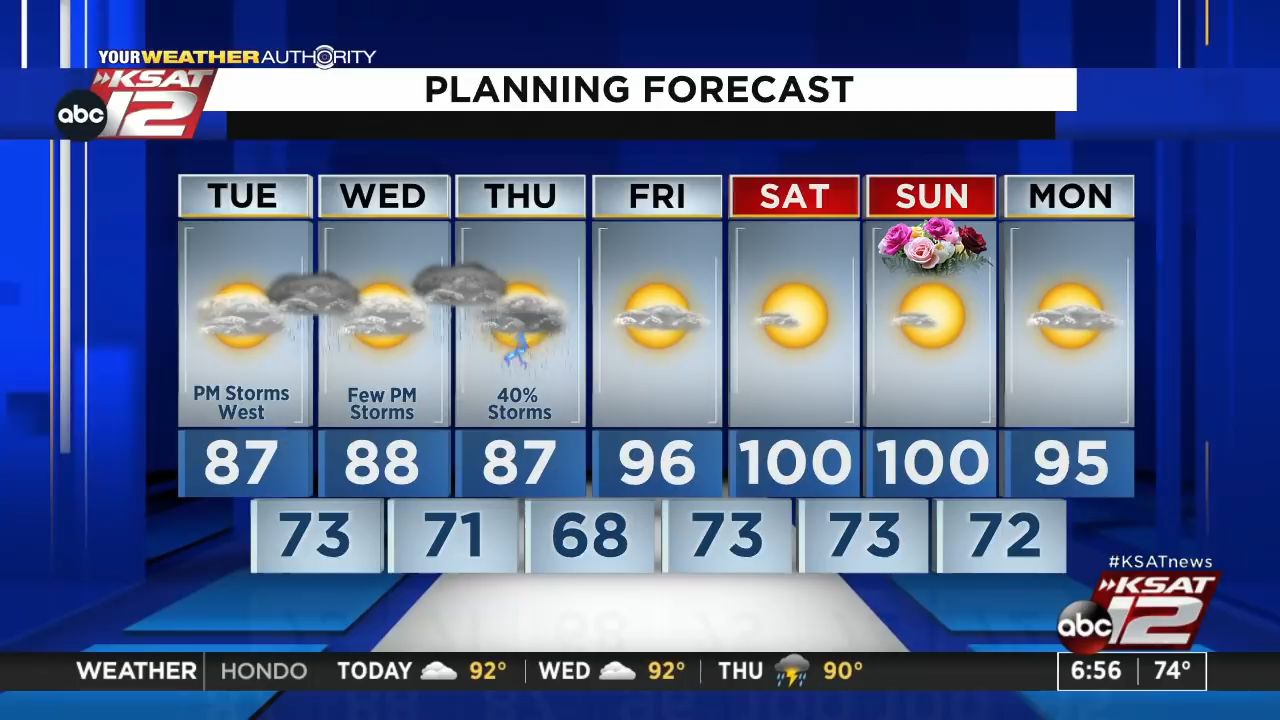 YOURWEATHERAUTHORITY
KSAT
abc 12
PLANNING FORECAST
TUE WED THU FRI SAT SUN MON
PM Storms West
Few PM Storms
40% Storms
87 88 87 96 100 100 95
73 71 68 73 73 72
#KSATnews
KSAT
abc 12
WEATHER HONDO TODAY 92° WED 92° THU 90° 6:56 74°